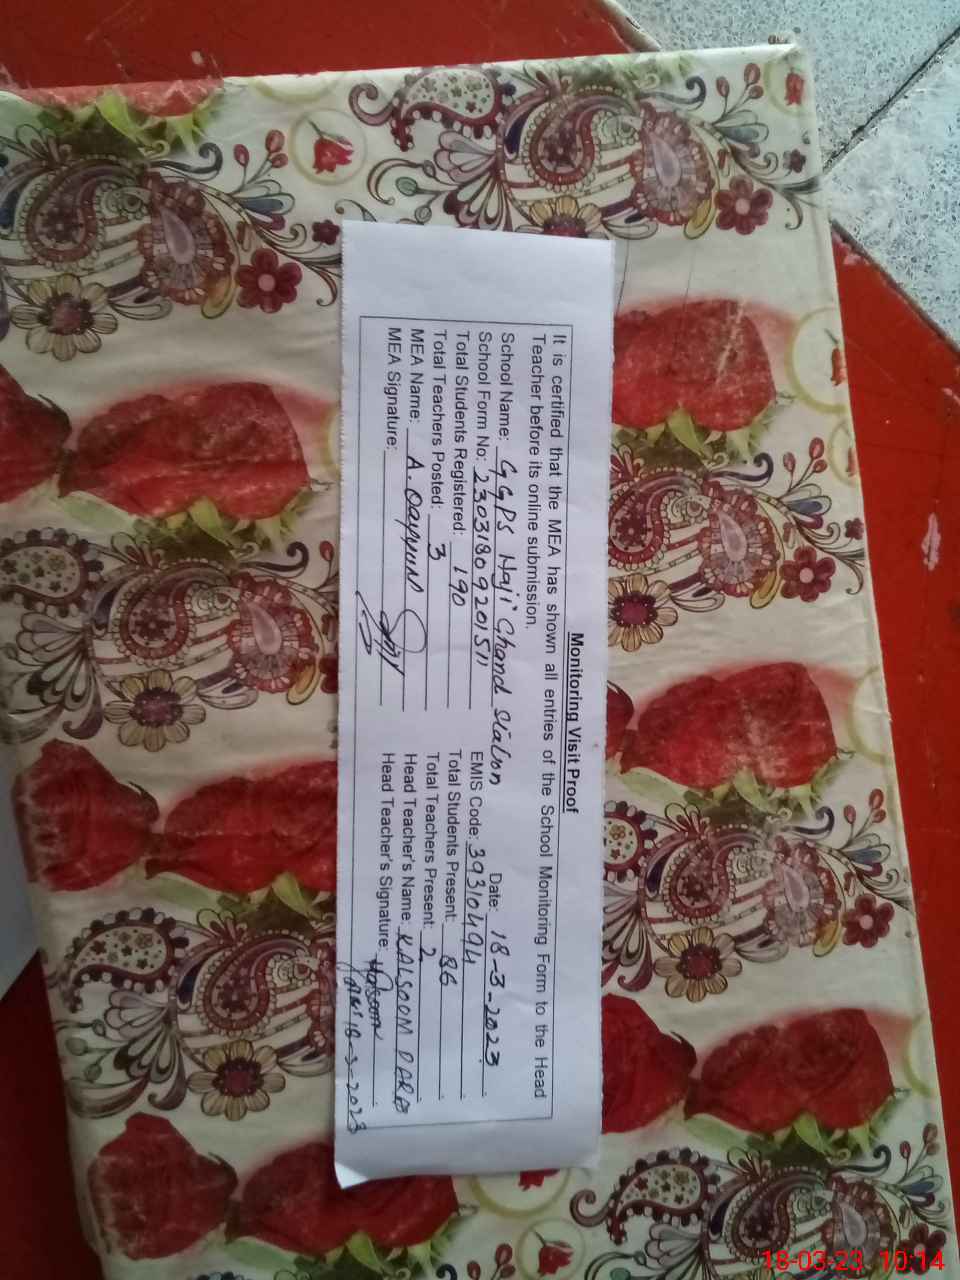 Monitoring Visit Proof
It is certified that the MEA has shown all entries of the School Monitoring Form to the Head
Teacher before its online submission.
School Name: GGPS Haji Chand Date: 18-3-2023
School Form No: 23031809201511 EMIS Code: 39310494
Total Students Registered: 190 Total Students Present: 86
Total Teachers Posted: 3 Total Teachers Present: 2
MEA Name: A. Qayyum Head Teacher's Name: KALSOOM DARA
MEA Signature: Head Teacher's Signature: Kalsoom
18-3-2023
18-03-23 10:14